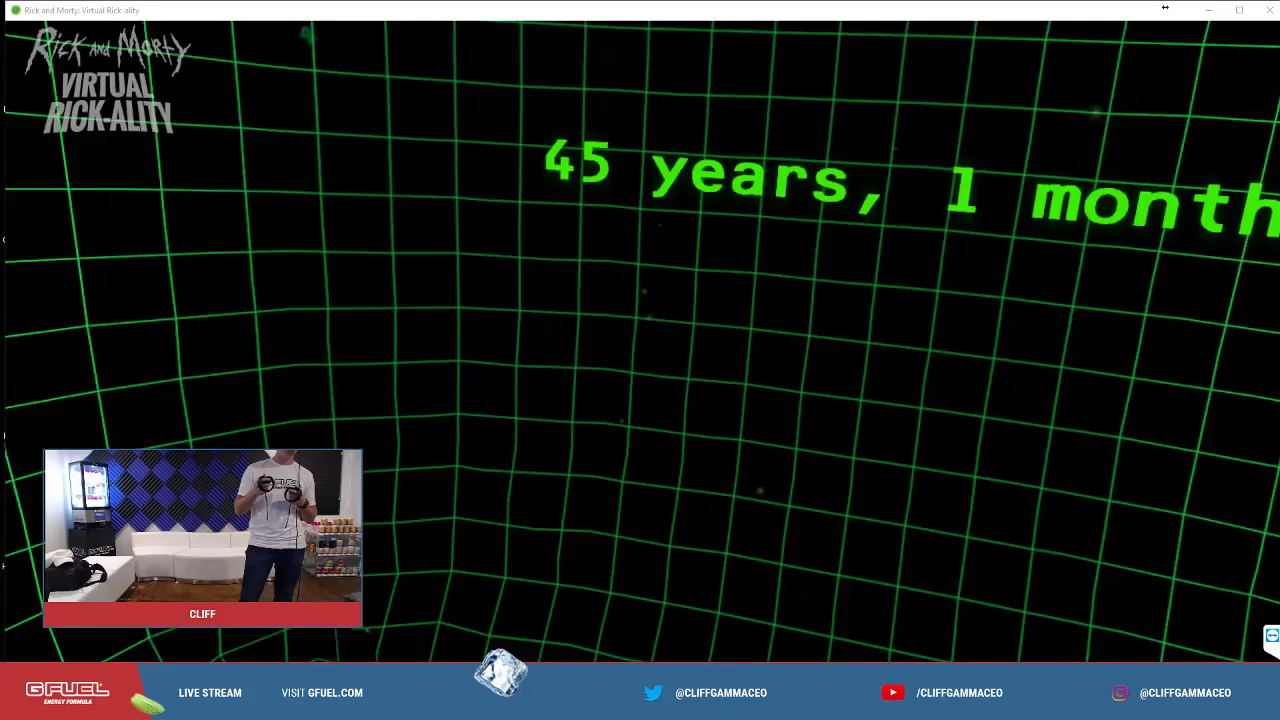 Rick and Morty: Virtual Rick-ality
RICK AND MORTY
VIRTUAL
RICK-ALITY
45 years, 1 month
CLIFF
G FUEL
ENERGY FORMULA
LIVE STREAM
VISIT GFUEL.COM
@CLIFFGAMMACEO
/CLIFFGAMMACEO
@CLIFFGAMMACEO